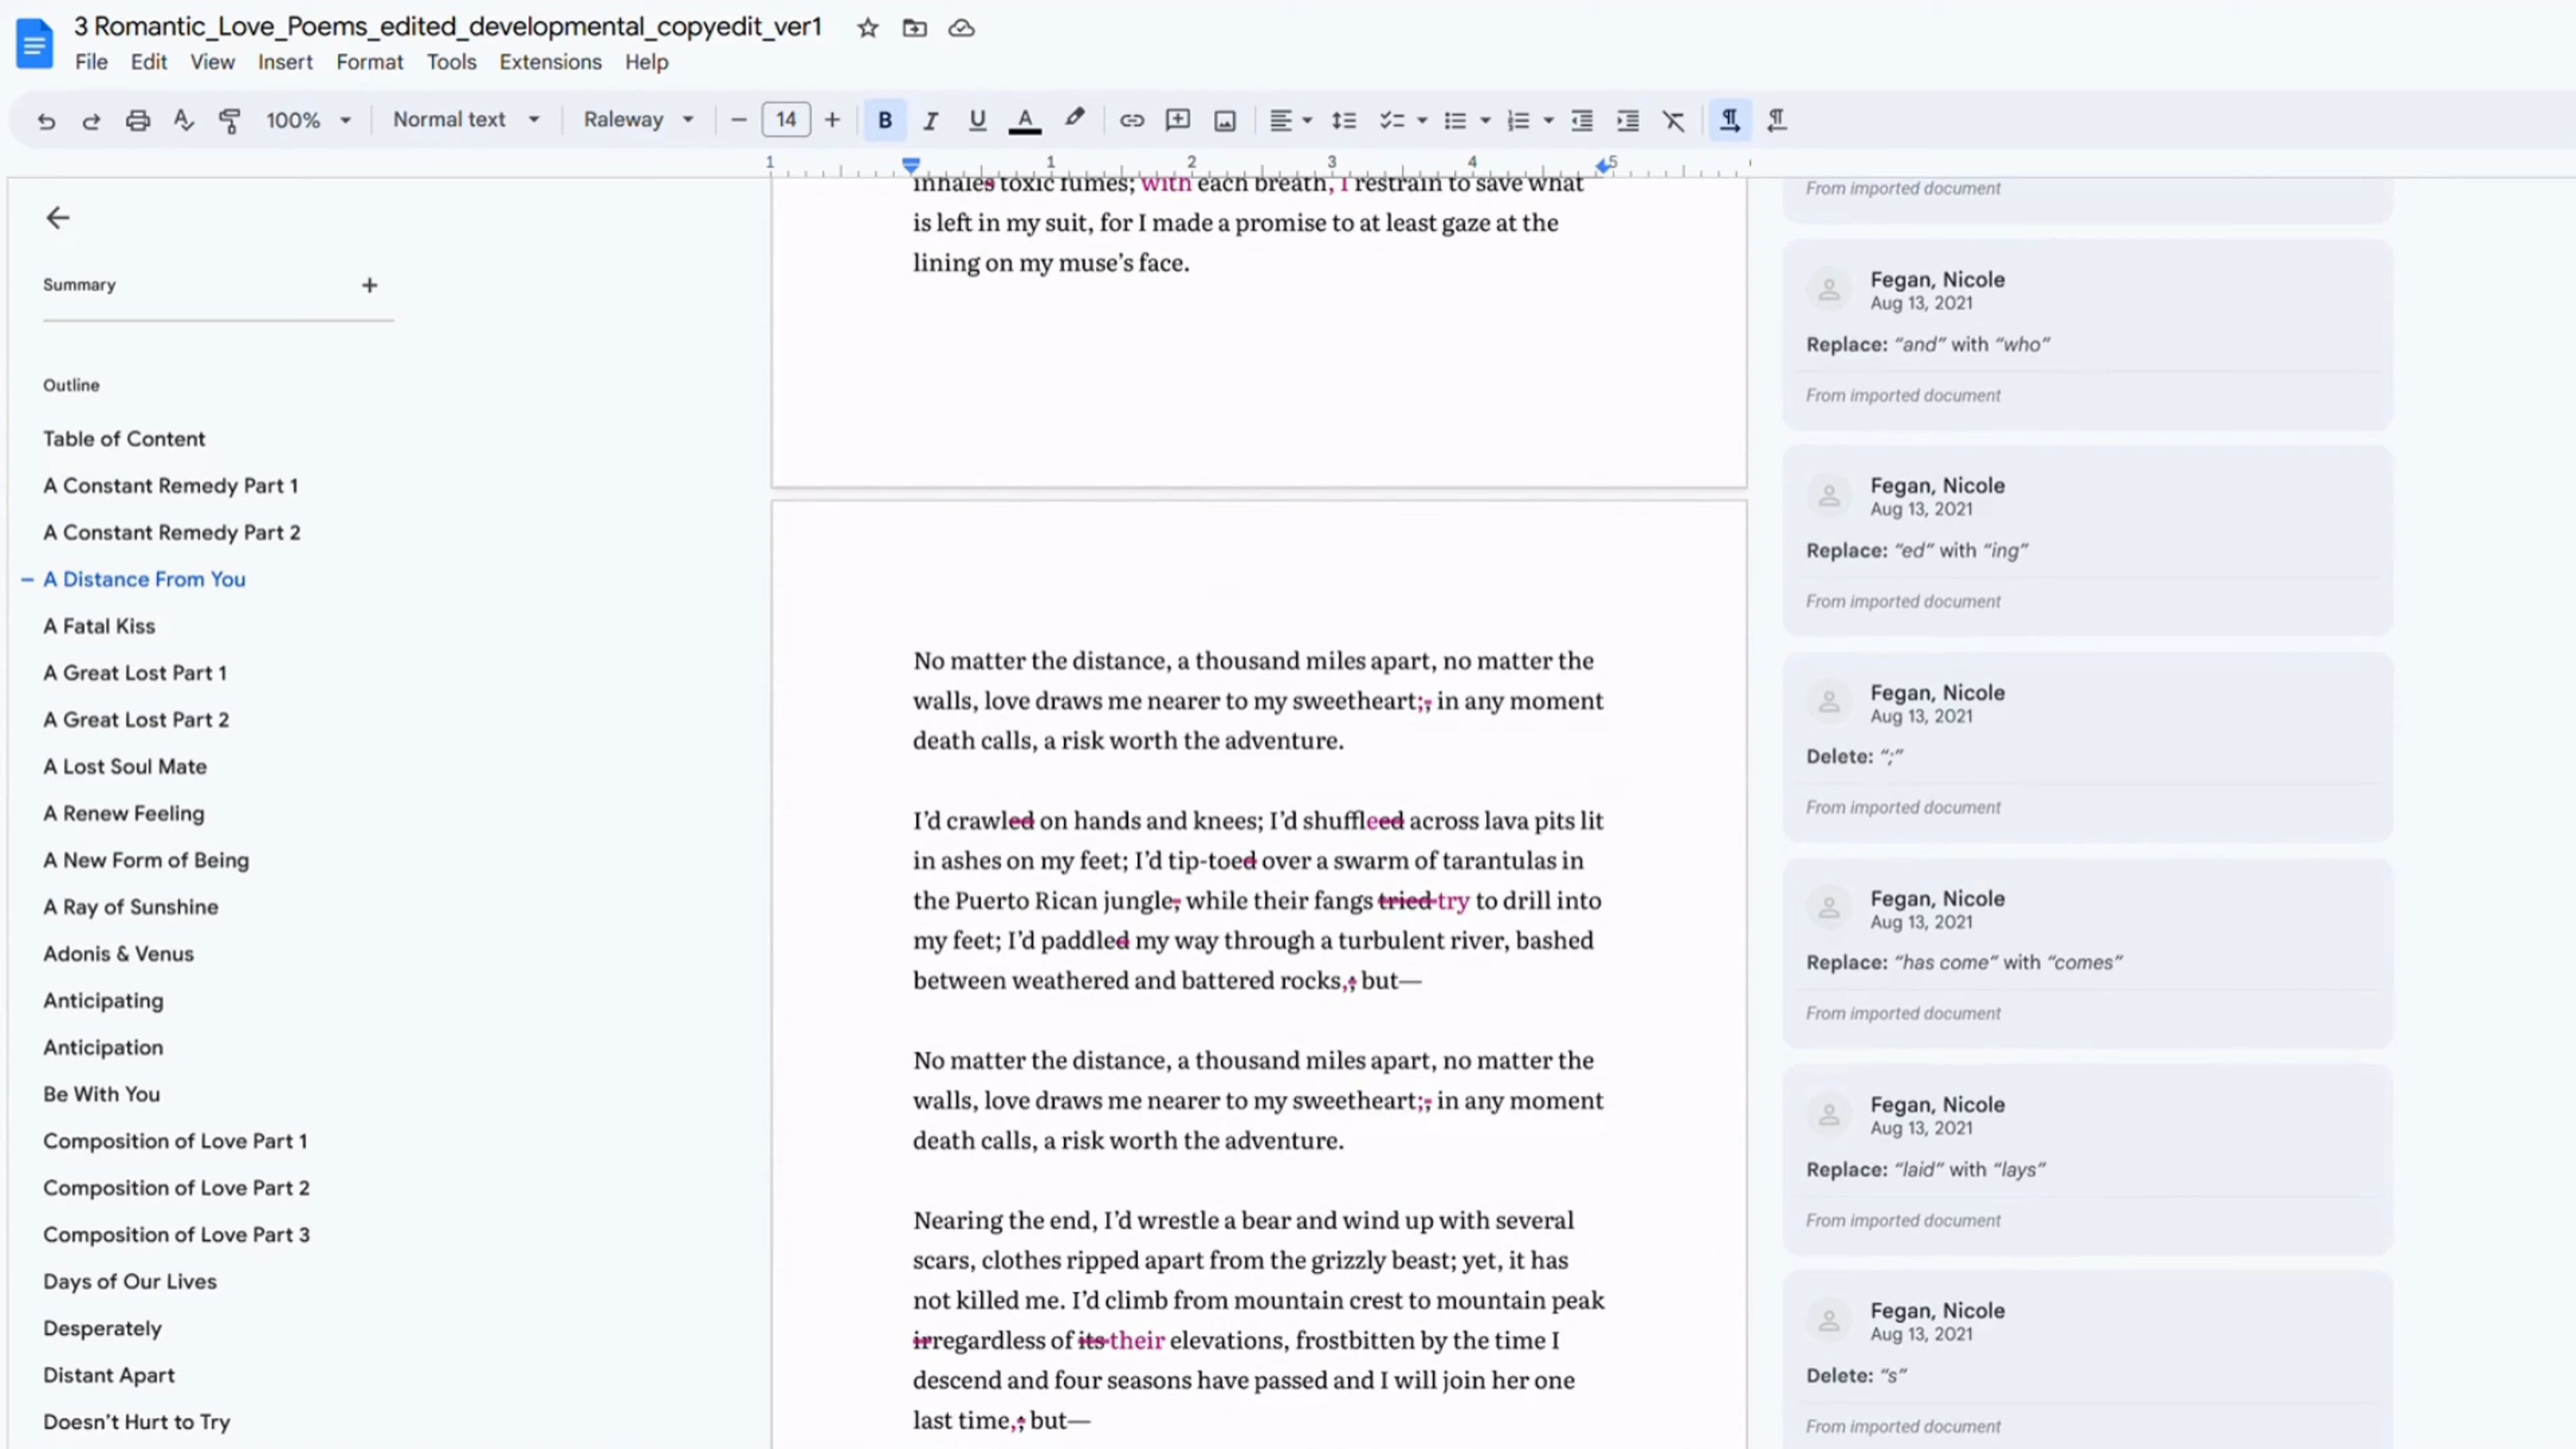 3 Romantic_Love_Poems_edited_developmental_copyedit_ver1
File Edit View Insert Format Tools Extensions Help
100% Normal text Raleway 14 B I U A
1 1 2 3 4 5
Summary
Outline
Table of Content
A Constant Remedy Part 1
A Constant Remedy Part 2
A Distance From You
A Fatal Kiss
A Great Lost Part 1
A Great Lost Part 2
A Lost Soul Mate
A Renew Feeling
A New Form of Being
A Ray of Sunshine
Adonis & Venus
Anticipating
Anticipation
Be With You
Composition of Love Part 1
Composition of Love Part 2
Composition of Love Part 3
Days of Our Lives
Desperately
Distant Apart
Doesn't Hurt to Try
inhales toxic fumes; with each breath, I restrain to save what
is left in my suit, for I made a promise to at least gaze at the
lining on my muse's face.
No matter the distance, a thousand miles apart, no matter the
walls, love draws me nearer to my sweetheart;, in any moment
death calls, a risk worth the adventure.
I'd crawled on hands and knees; I'd shuffleed across lava pits lit
in ashes on my feet; I'd tip-toed over a swarm of tarantulas in
the Puerto Rican jungle, while their fangs tried try to drill into
my feet; I'd paddled my way through a turbulent river, bashed
between weathered and battered rocks,; but—
No matter the distance, a thousand miles apart, no matter the
walls, love draws me nearer to my sweetheart;, in any moment
death calls, a risk worth the adventure.
Nearing the end, I'd wrestle a bear and wind up with several
scars, clothes ripped apart from the grizzly beast; yet, it has
not killed me. I'd climb from mountain crest to mountain peak
irregardless of its their elevations, frostbitten by the time I
descend and four seasons have passed and I will join her one
last time,; but—
From imported document
Fegan, Nicole
Aug 13, 2021
Replace: "and" with "who"
From imported document
Fegan, Nicole
Aug 13, 2021
Replace: "ed" with "ing"
From imported document
Fegan, Nicole
Aug 13, 2021
Delete: ";"
From imported document
Fegan, Nicole
Aug 13, 2021
Replace: "has come" with "comes"
From imported document
Fegan, Nicole
Aug 13, 2021
Replace: "laid" with "lays"
From imported document
Fegan, Nicole
Aug 13, 2021
Delete: "s"
From imported document